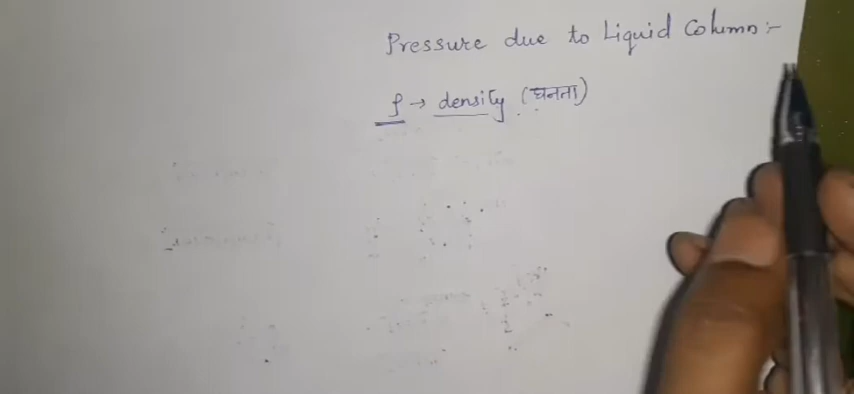 Pressure due to Liquid Column :-
ρ → density (घनता)